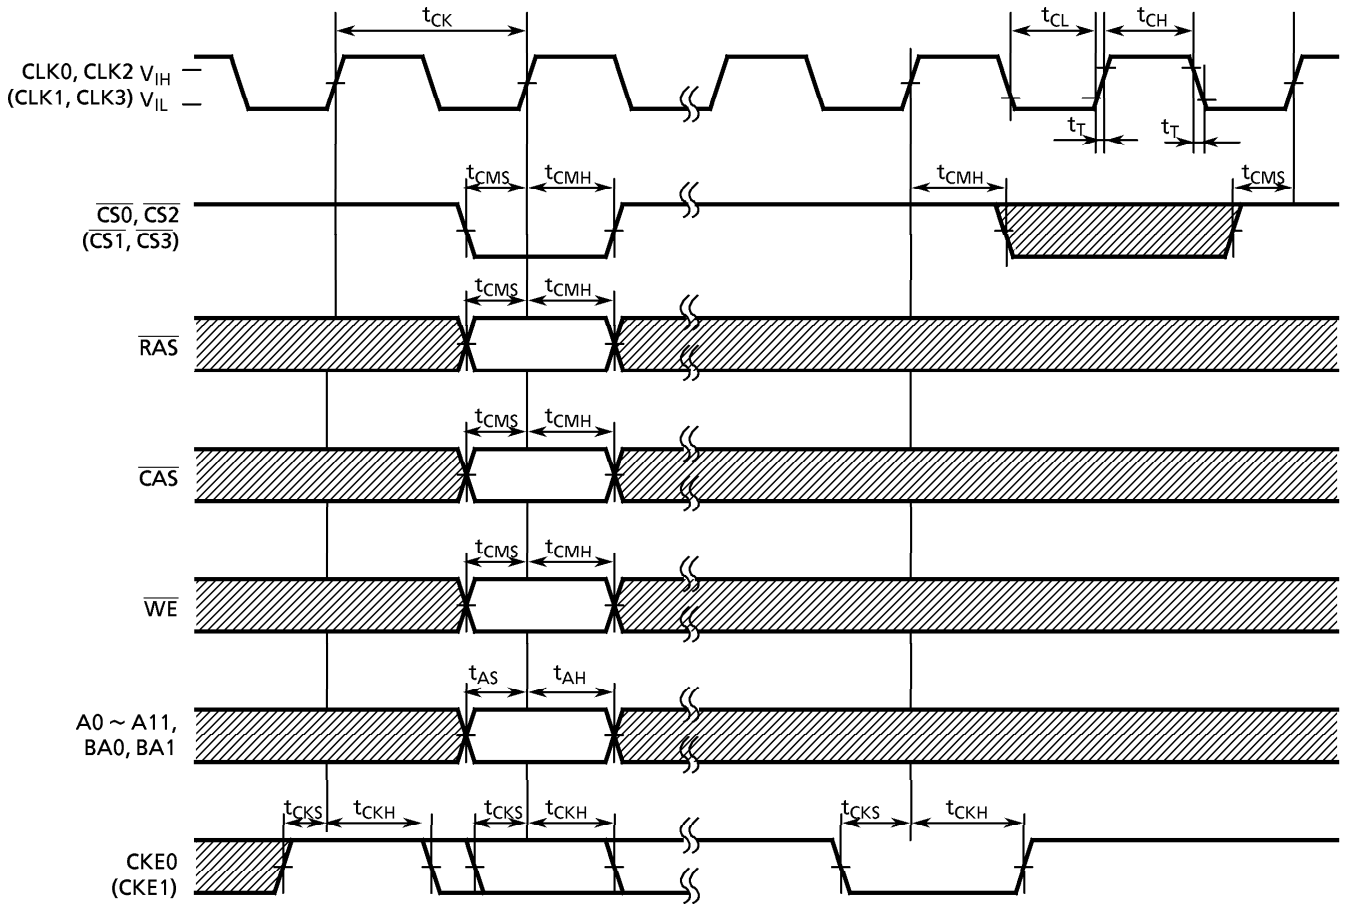 tCK tCL tCH
CLK0, CLK2 VIH
(CLK1, CLK3) VIL
tT tT
tCMS tCMH tCMH tCMS
CS0, CS2
(CS1, CS3)
tCMS tCMH
RAS
tCMS tCMH
CAS
tCMS tCMH
WE
tAS tAH
A0 ~ A11,
BA0, BA1
tCKS tCKH tCKS tCKH tCKS tCKH
CKE0
(CKE1)